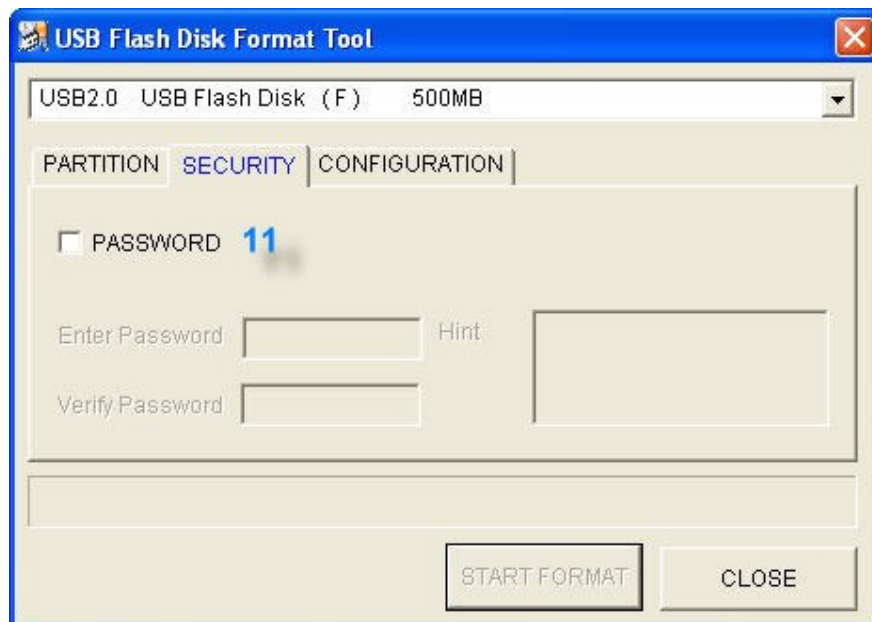 USB Flash Disk Format Tool
USB2.0 USB Flash Disk (F) 500MB
PARTITION SECURITY CONFIGURATION
PASSWORD 11
Enter Password Hint
Verify Password
START FORMAT CLOSE